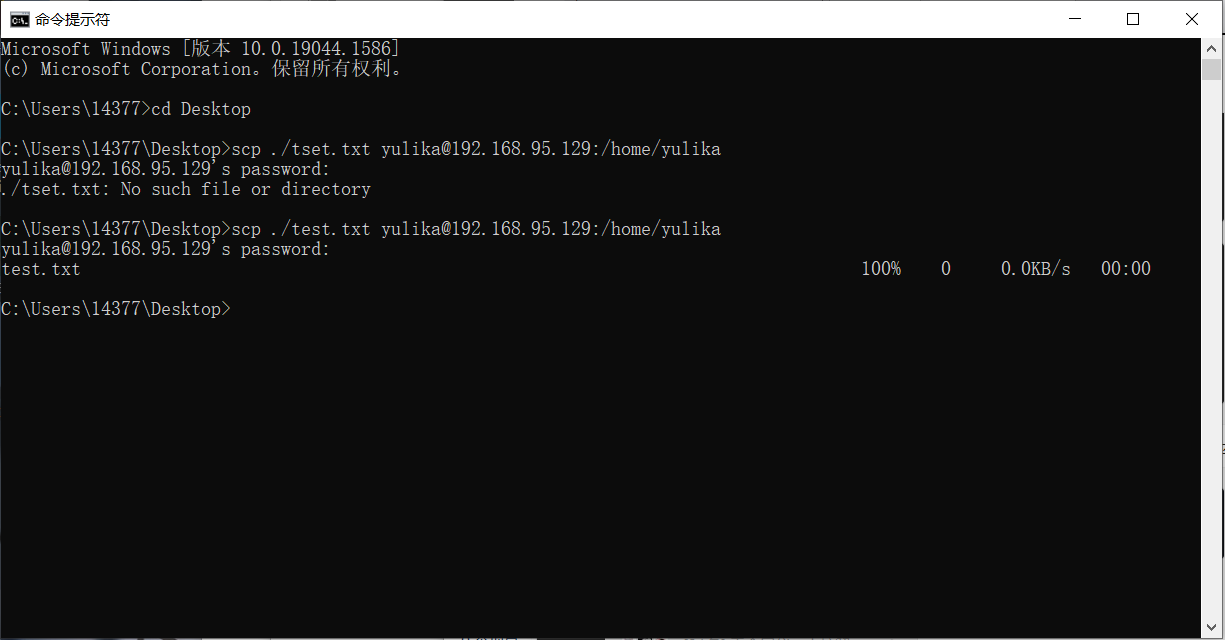 命令提示符
Microsoft Windows [版本 10.0.19044.1586]
(c) Microsoft Corporation。保留所有权利。
C:\Users\14377>cd Desktop
C:\Users\14377\Desktop>scp ./tset.txt yulika@192.168.95.129:/home/yulika
yulika@192.168.95.129's password:
./tset.txt: No such file or directory
C:\Users\14377\Desktop>scp ./test.txt yulika@192.168.95.129:/home/yulika
yulika@192.168.95.129's password:
test.txt 100% 0 0.0KB/s 00:00
C:\Users\14377\Desktop>